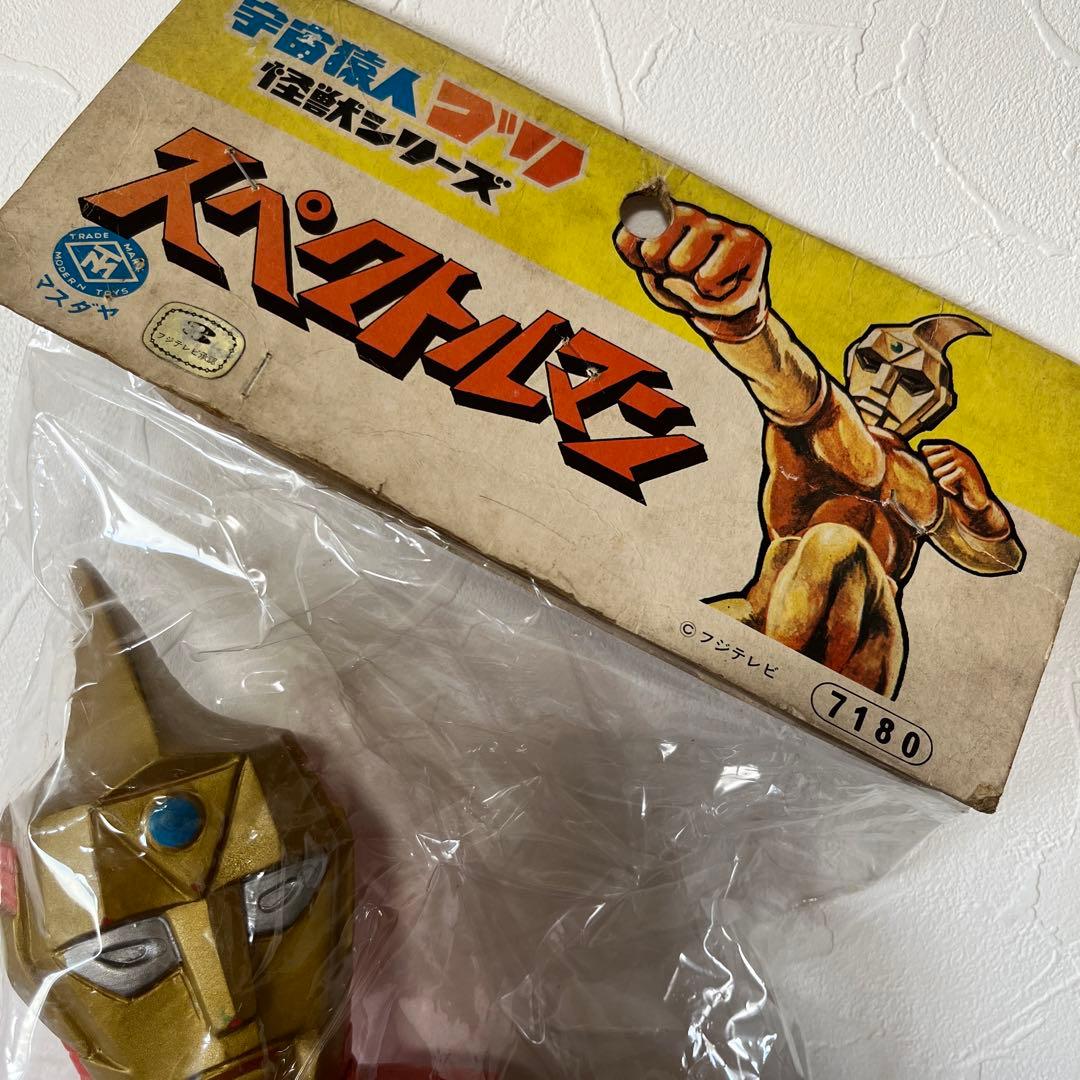 宇宙猿人ゴリ
怪獣シリーズ
スペクトルマン
TRADE MARK
M
MODERN TOYS
マスダヤ
フジテレビ承認
© フジテレビ
7180